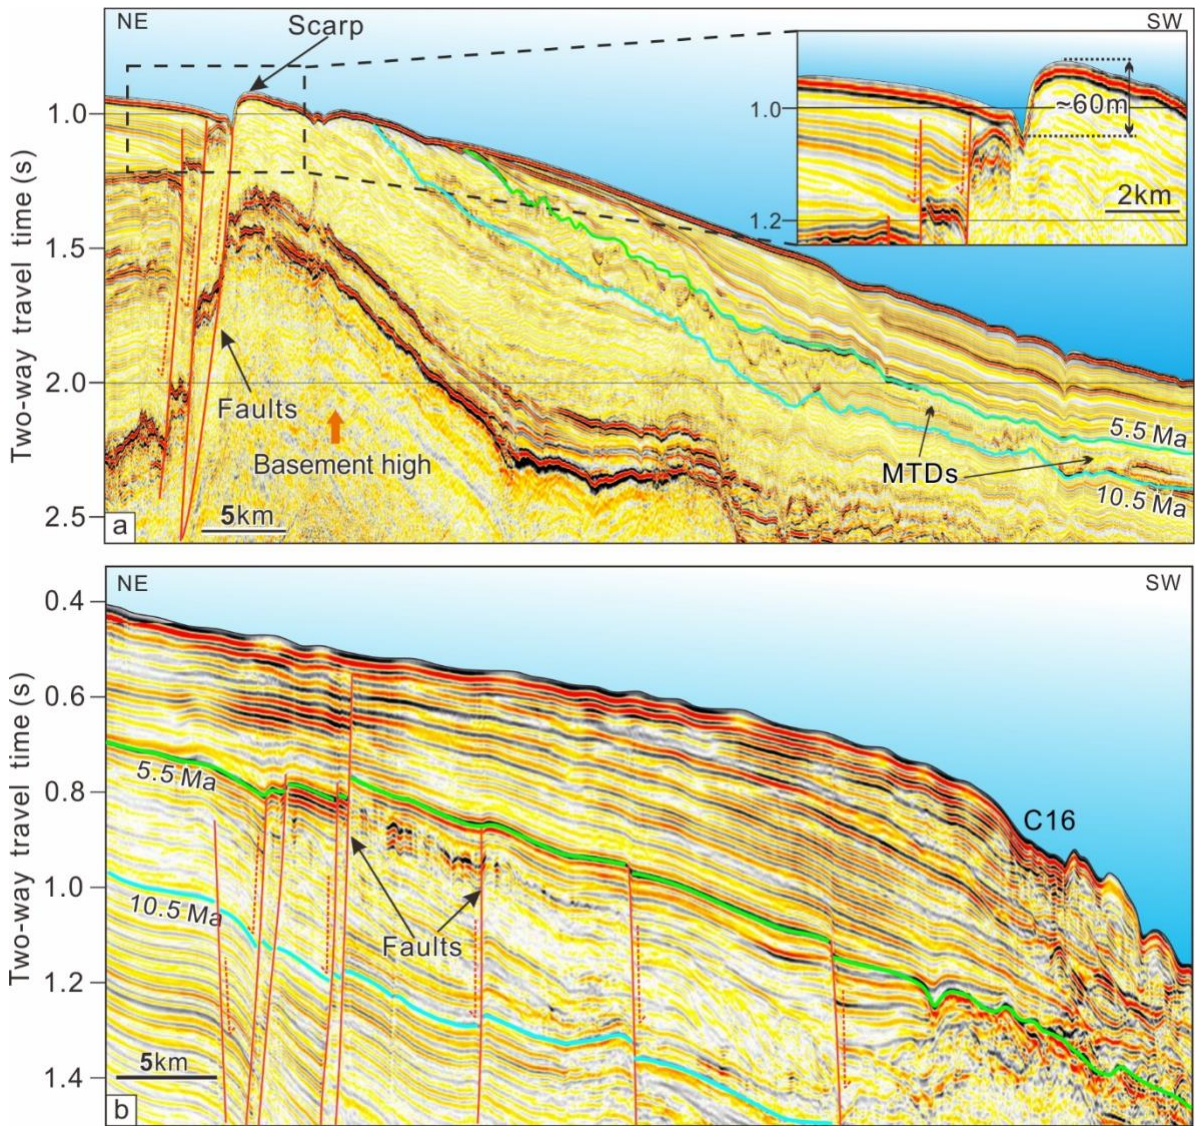 NE
SW
Scarp
1.0
1.5
2.0
2.5
Two-way travel time (s)
1.0
1.2
~60m
2km
Faults
Basement high
MTDs
5.5 Ma
10.5 Ma
5km
a
NE
SW
0.4
0.6
0.8
1.0
1.2
1.4
Two-way travel time (s)
5.5 Ma
10.5 Ma
Faults
C16
5km
b